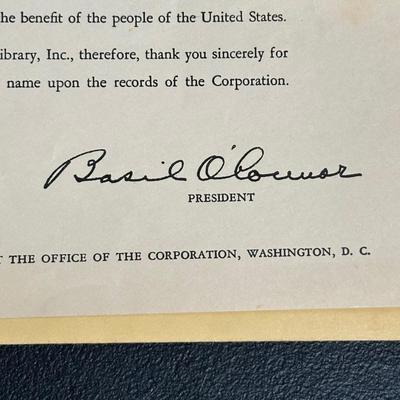 he benefit of the people of the United States.
ibrary, Inc., therefore, thank you sincerely for
name upon the records of the Corporation.
Basil O'Connor
PRESIDENT
T THE OFFICE OF THE CORPORATION, WASHINGTON, D. C.